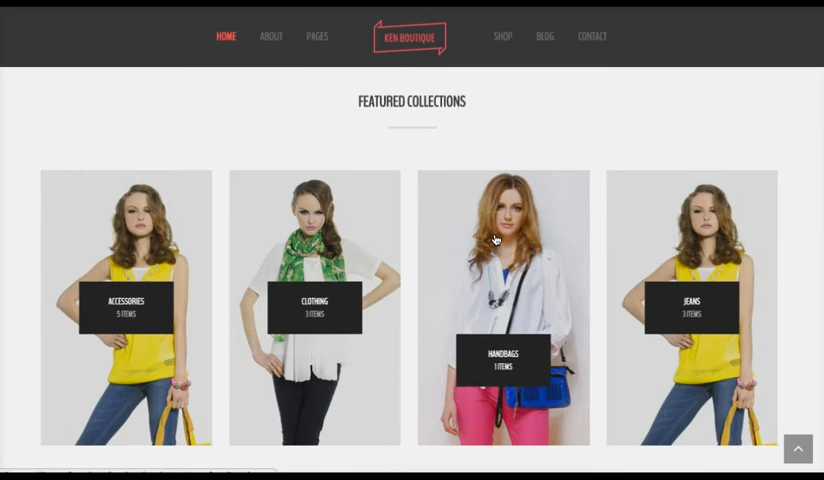 HOME
ABOUT
PAGES
KEN BOUTIQUE
SHOP
BLOG
CONTACT
FEATURED COLLECTIONS
ACCESSORIES
5 ITEMS
CLOTHING
3 ITEMS
HANDBAGS
1 ITEMS
JEANS
3 ITEMS